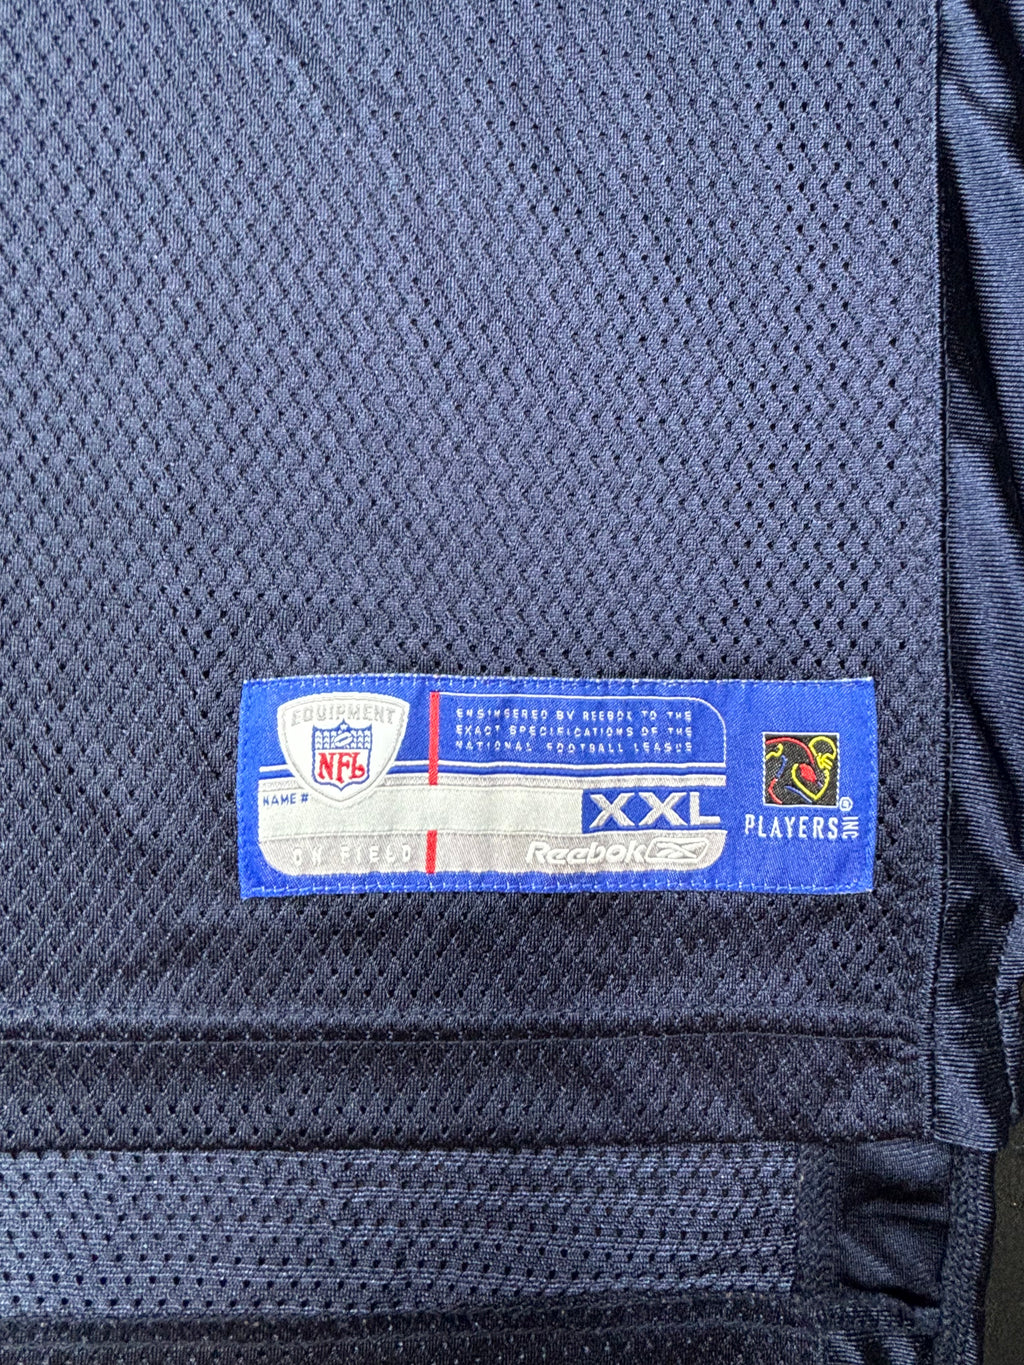 EQUIPMENT
NFL
ENGINEERED BY REEBOK TO THE
EXACT SPECIFICATIONS OF THE
NATIONAL FOOTBALL LEAGUE
NAME #
XXL
ON FIELD
Reebok
PLAYERS INC
®